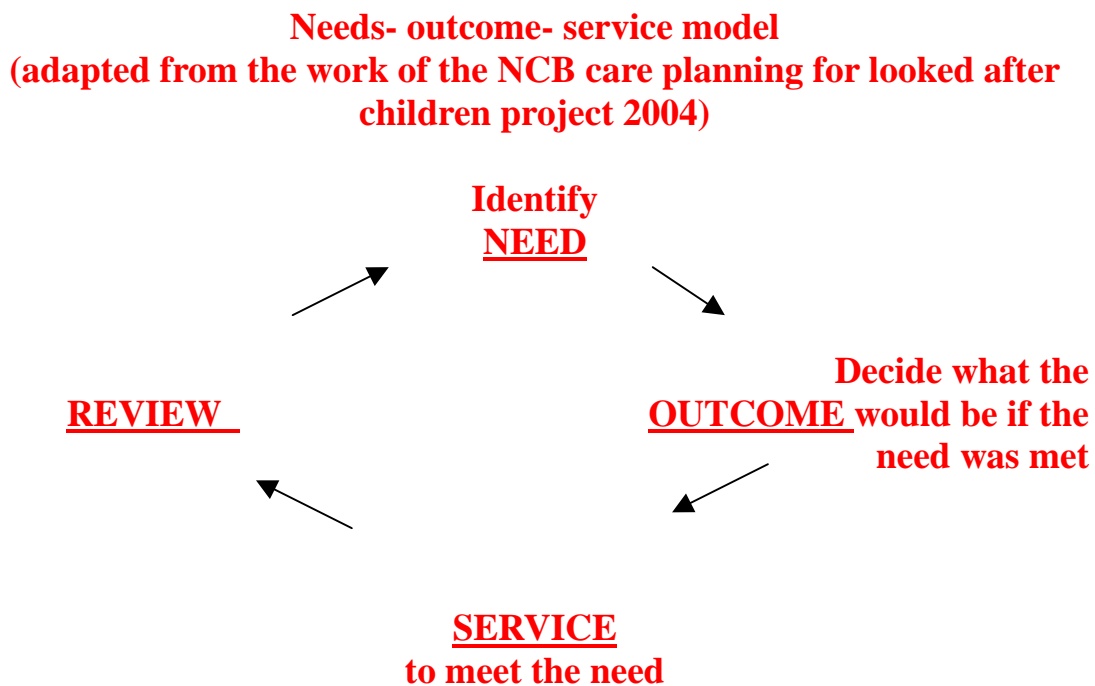 Needs- outcome- service model
(adapted from the work of the NCB care planning for looked after
children project 2004)
Identify
NEED
Decide what the
OUTCOME would be if the
need was met
REVIEW
SERVICE
to meet the need